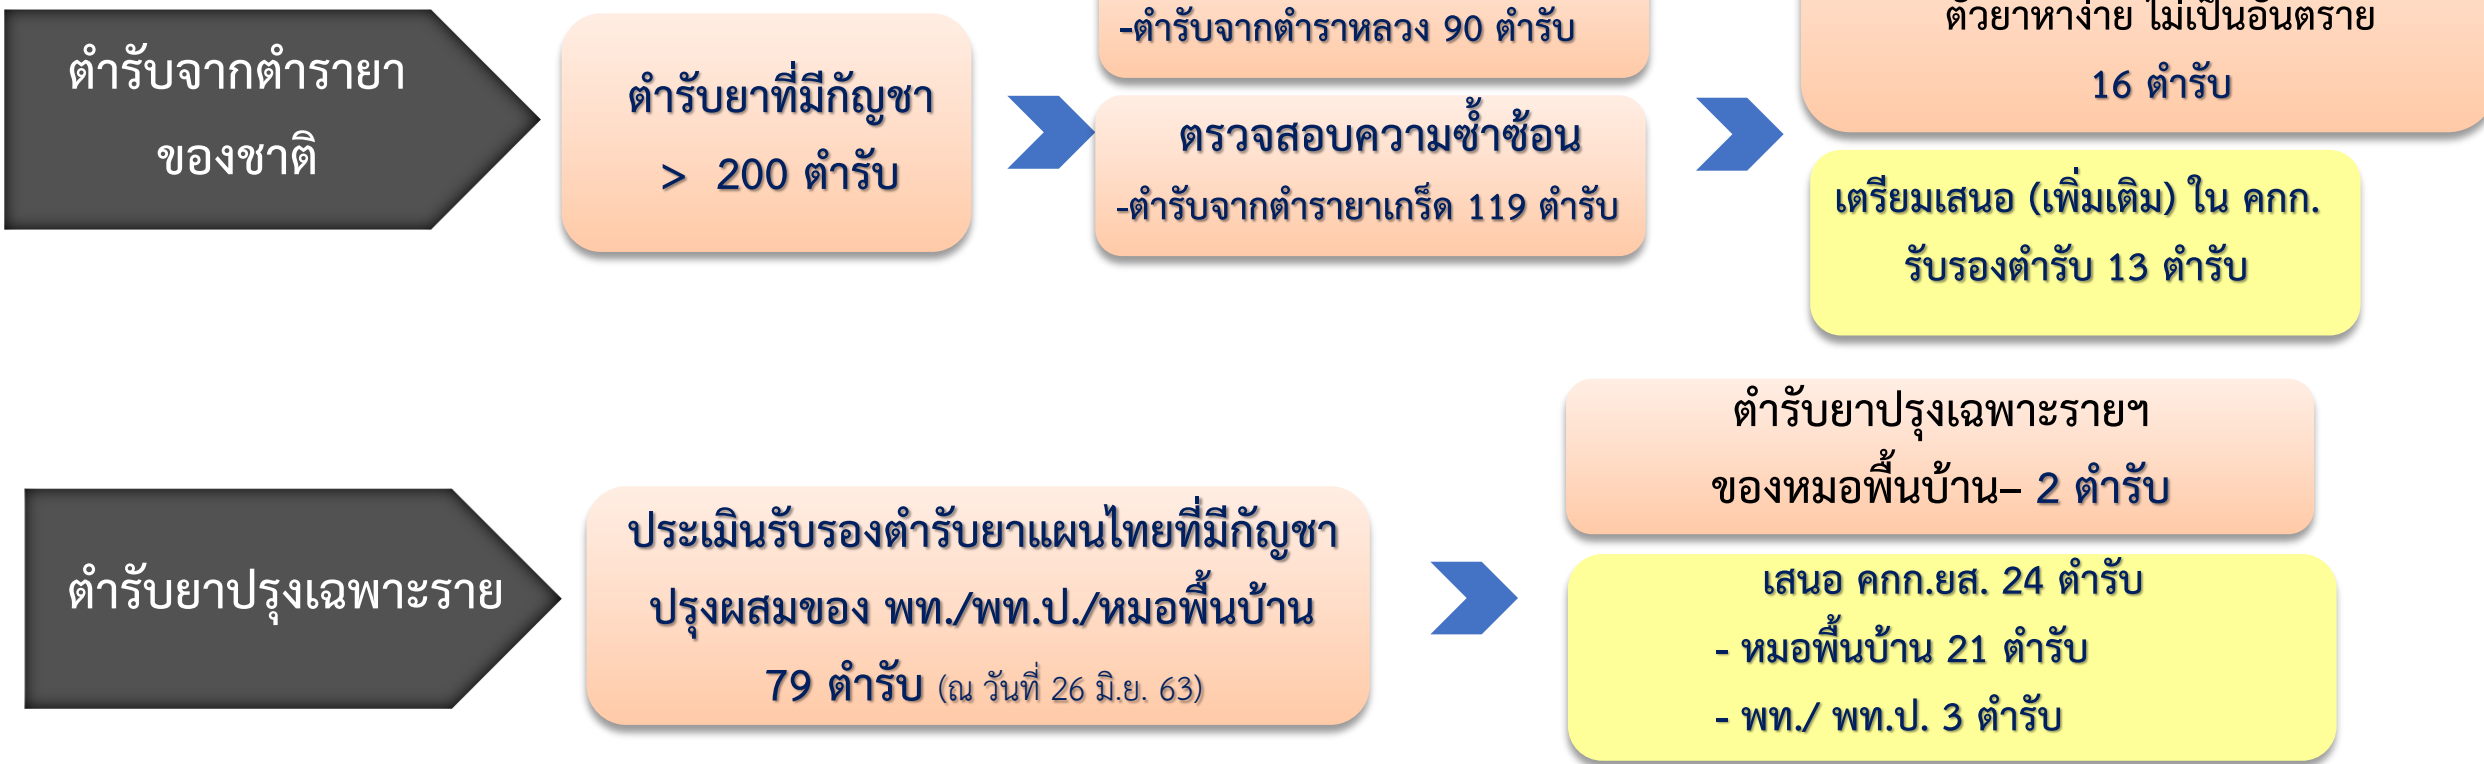 ตำรับจากตำรายา
ของชาติ
ตำรับยาที่มีกัญชา
> 200 ตำรับ
-ตำรับจากตำราหลวง 90 ตำรับ
ตรวจสอบความซ้ำซ้อน
-ตำรับจากตำรายาเกร็ด 119 ตำรับ
ตัวยาหาง่าย ไม่เป็นอันตราย
16 ตำรับ
เตรียมเสนอ (เพิ่มเติม) ใน คกก.
รับรองตำรับ 13 ตำรับ
ตำรับยาปรุงเฉพาะราย
ประเมินรับรองตำรับยาแผนไทยที่มีกัญชา
ปรุงผสมของ พท./พท.ป./หมอพื้นบ้าน
79 ตำรับ (ณ วันที่ 26 มิ.ย. 63)
ตำรับยาปรุงเฉพาะรายฯ
ของหมอพื้นบ้าน– 2 ตำรับ
เสนอ คกก.ยส. 24 ตำรับ
- หมอพื้นบ้าน 21 ตำรับ
- พท./ พท.ป. 3 ตำรับ